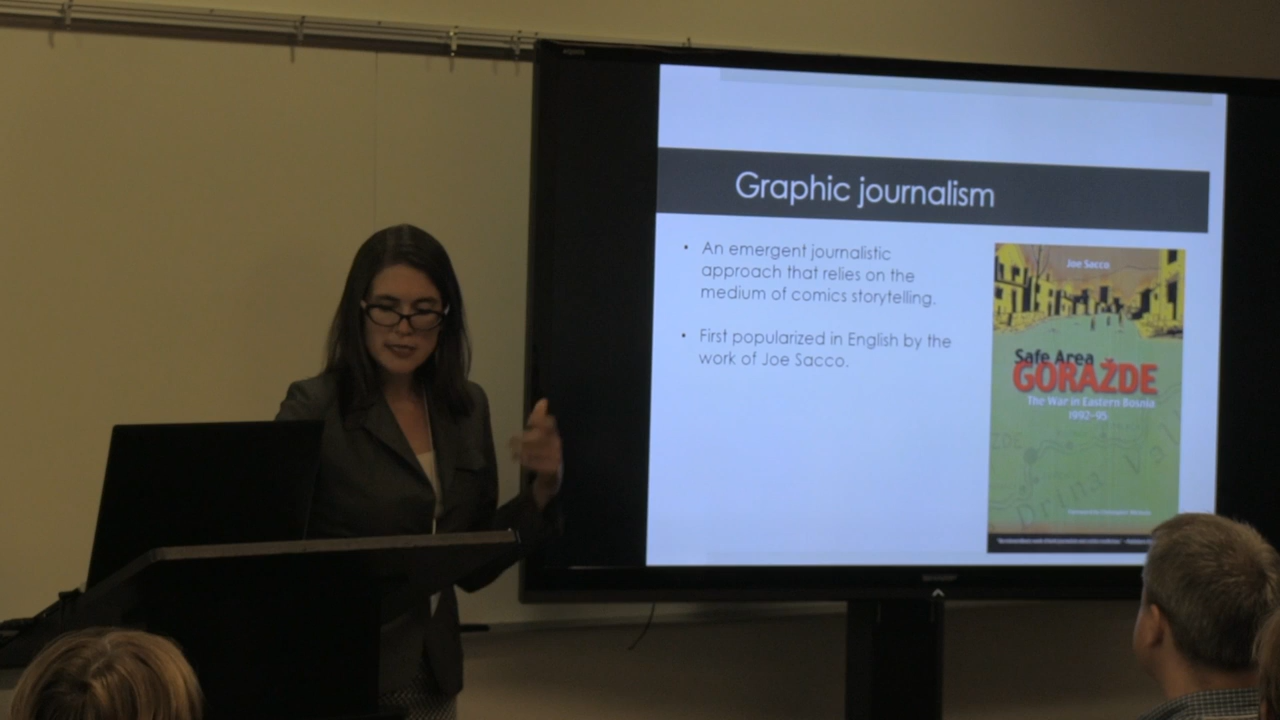 Graphic journalism
• An emergent journalistic
approach that relies on the
medium of comics storytelling.
• First popularized in English by the
work of Joe Sacco.
Joe Sacco
Safe Area
GORAŽDE
The War in Eastern Bosnia
1992–95
Drina